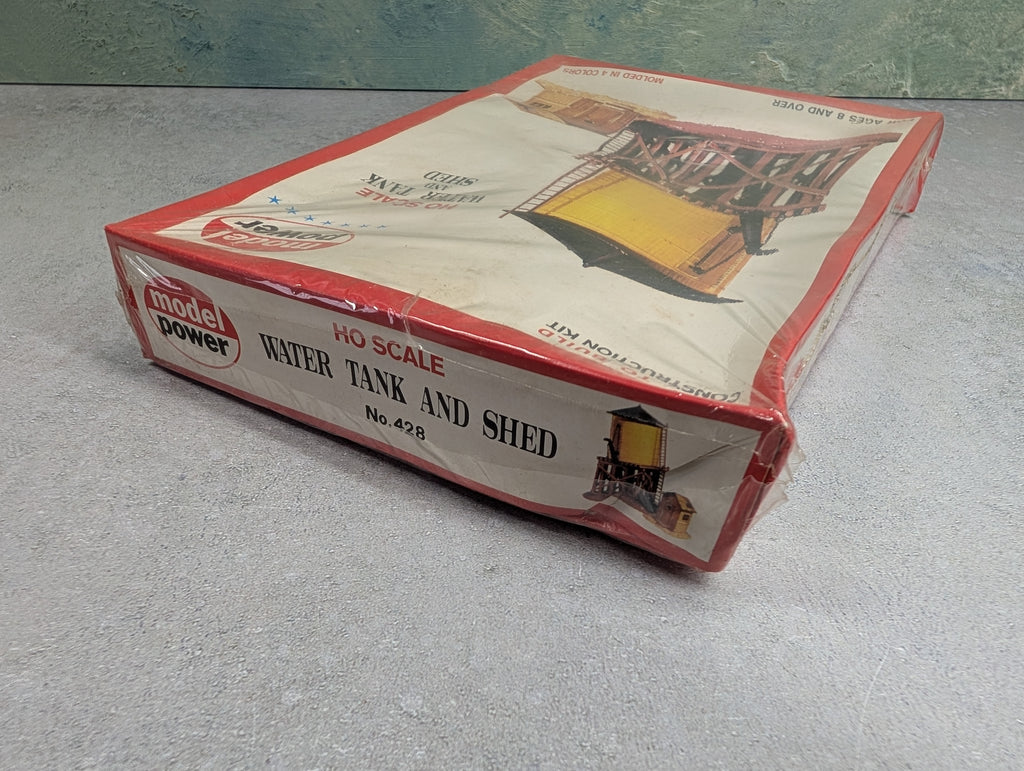 MOLDED IN 4 COLORS
AGES 8 AND OVER
HO SCALE
WATER TANK
AND
SHED
model
power
BUILD
CONSTRUCTION KIT
model
power
HO SCALE
WATER TANK AND SHED
No. 428